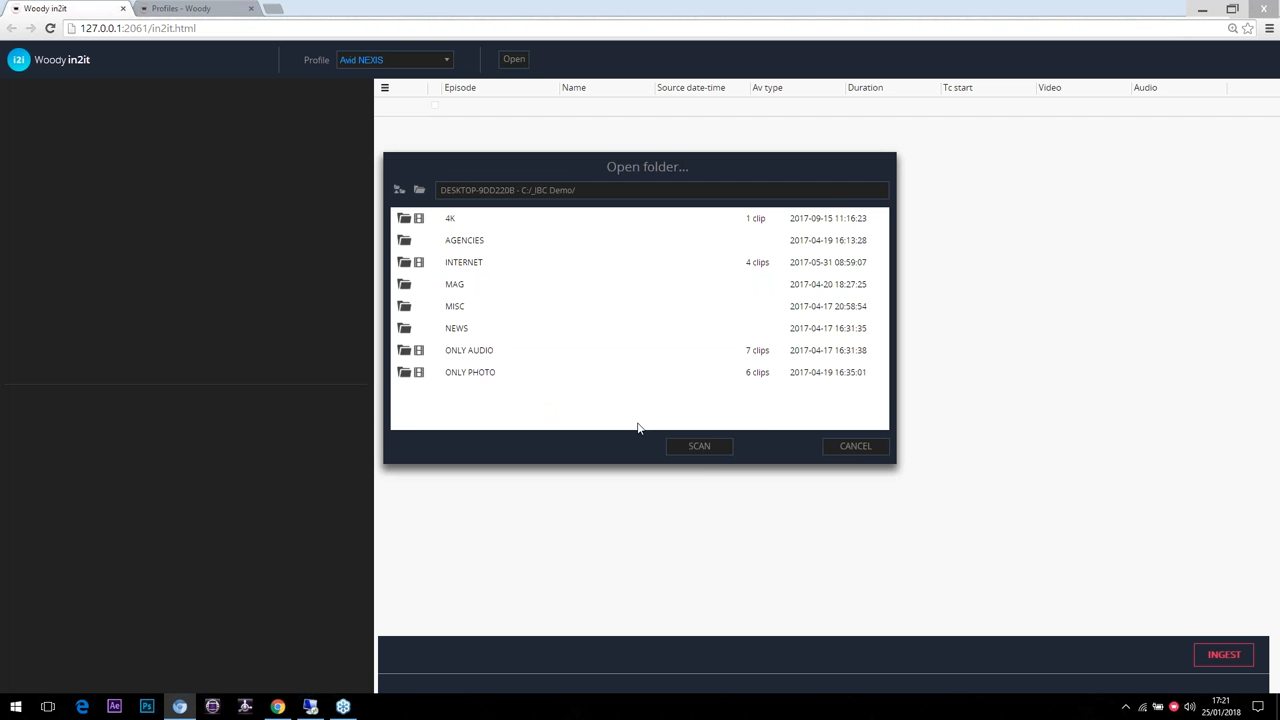 Woody in2it
Profiles - Woody
127.0.0.1:2061/in2it.html
i2i Woody in2it Profile Avid NEXIS Open
Episode Name Source date-time Av type Duration Tc start Video Audio
Open folder...
DESKTOP-9DD220B - C:/_IBC Demo/
4K 1 clip 2017-09-15 11:16:23
AGENCIES 2017-04-19 16:13:28
INTERNET 4 clips 2017-05-31 08:59:07
MAG 2017-04-20 18:27:25
MISC 2017-04-17 20:58:54
NEWS 2017-04-17 16:31:35
ONLY AUDIO 7 clips 2017-04-17 16:31:38
ONLY PHOTO 6 clips 2017-04-19 16:35:01
SCAN CANCEL
INGEST
Ae Ps
17:21
25/01/2018